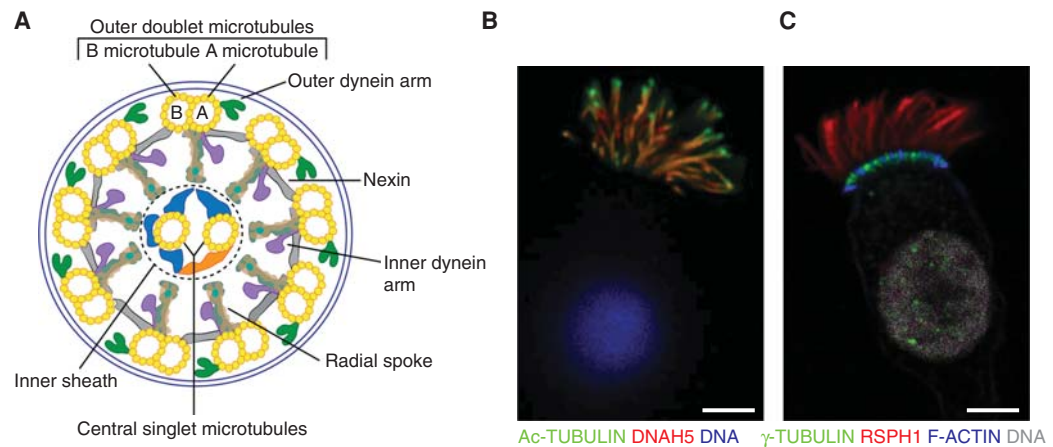 A
Outer doublet microtubules
B microtubule A microtubule
Outer dynein arm
B A
Nexin
Inner dynein
arm
Radial spoke
Inner sheath
Central singlet microtubules
B
Ac-TUBULIN DNAH5 DNA
C
γ-TUBULIN RSPH1 F-ACTIN DNA